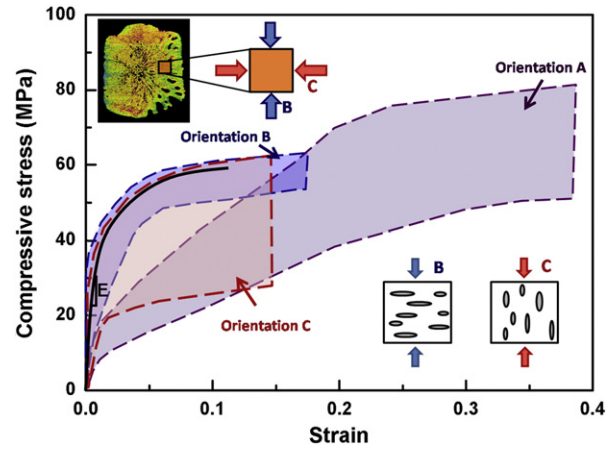 100
80
60
40
20
0
Compressive stress (MPa)
B
C
Orientation A
Orientation B
E
Orientation C
B
C
0.0
0.1
0.2
0.3
0.4
Strain